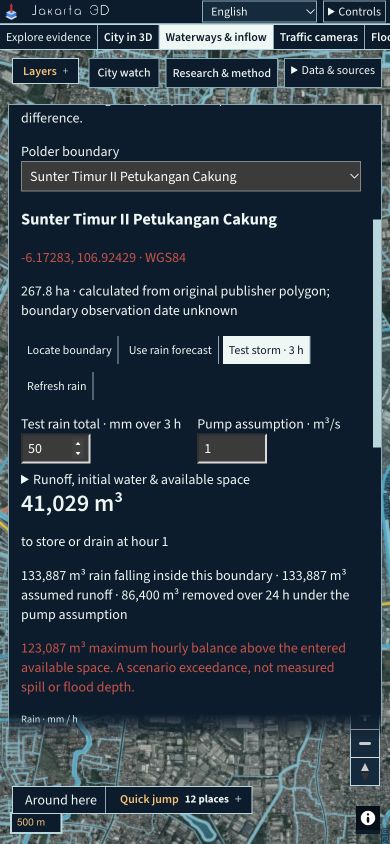 Jakarta 3D
English
▶ Controls
Explore evidence City in 3D Waterways & inflow Traffic cameras
Layers +
City watch
Research & method
▶ Data & sources
difference.
Polder boundary
Sunter Timur II Petukangan Cakung
Sunter Timur II Petukangan Cakung
-6.17283, 106.92429 · WGS84
267.8 ha · calculated from original publisher polygon;
boundary observation date unknown
Locate boundary
Use rain forecast
Test storm · 3 h
Refresh rain
Test rain total · mm over 3 h
Pump assumption · m³/s
50
1
▶ Runoff, initial water & available space
41,029 m³
to store or drain at hour 1
133,887 m³ rain falling inside this boundary · 133,887 m³
assumed runoff · 86,400 m³ removed over 24 h under the
pump assumption
123,087 m³ maximum hourly balance above the entered
available space. A scenario exceedance, not measured
spill or flood depth.
Rain · mm / h
Around here
Quick jump 12 places +
500 m